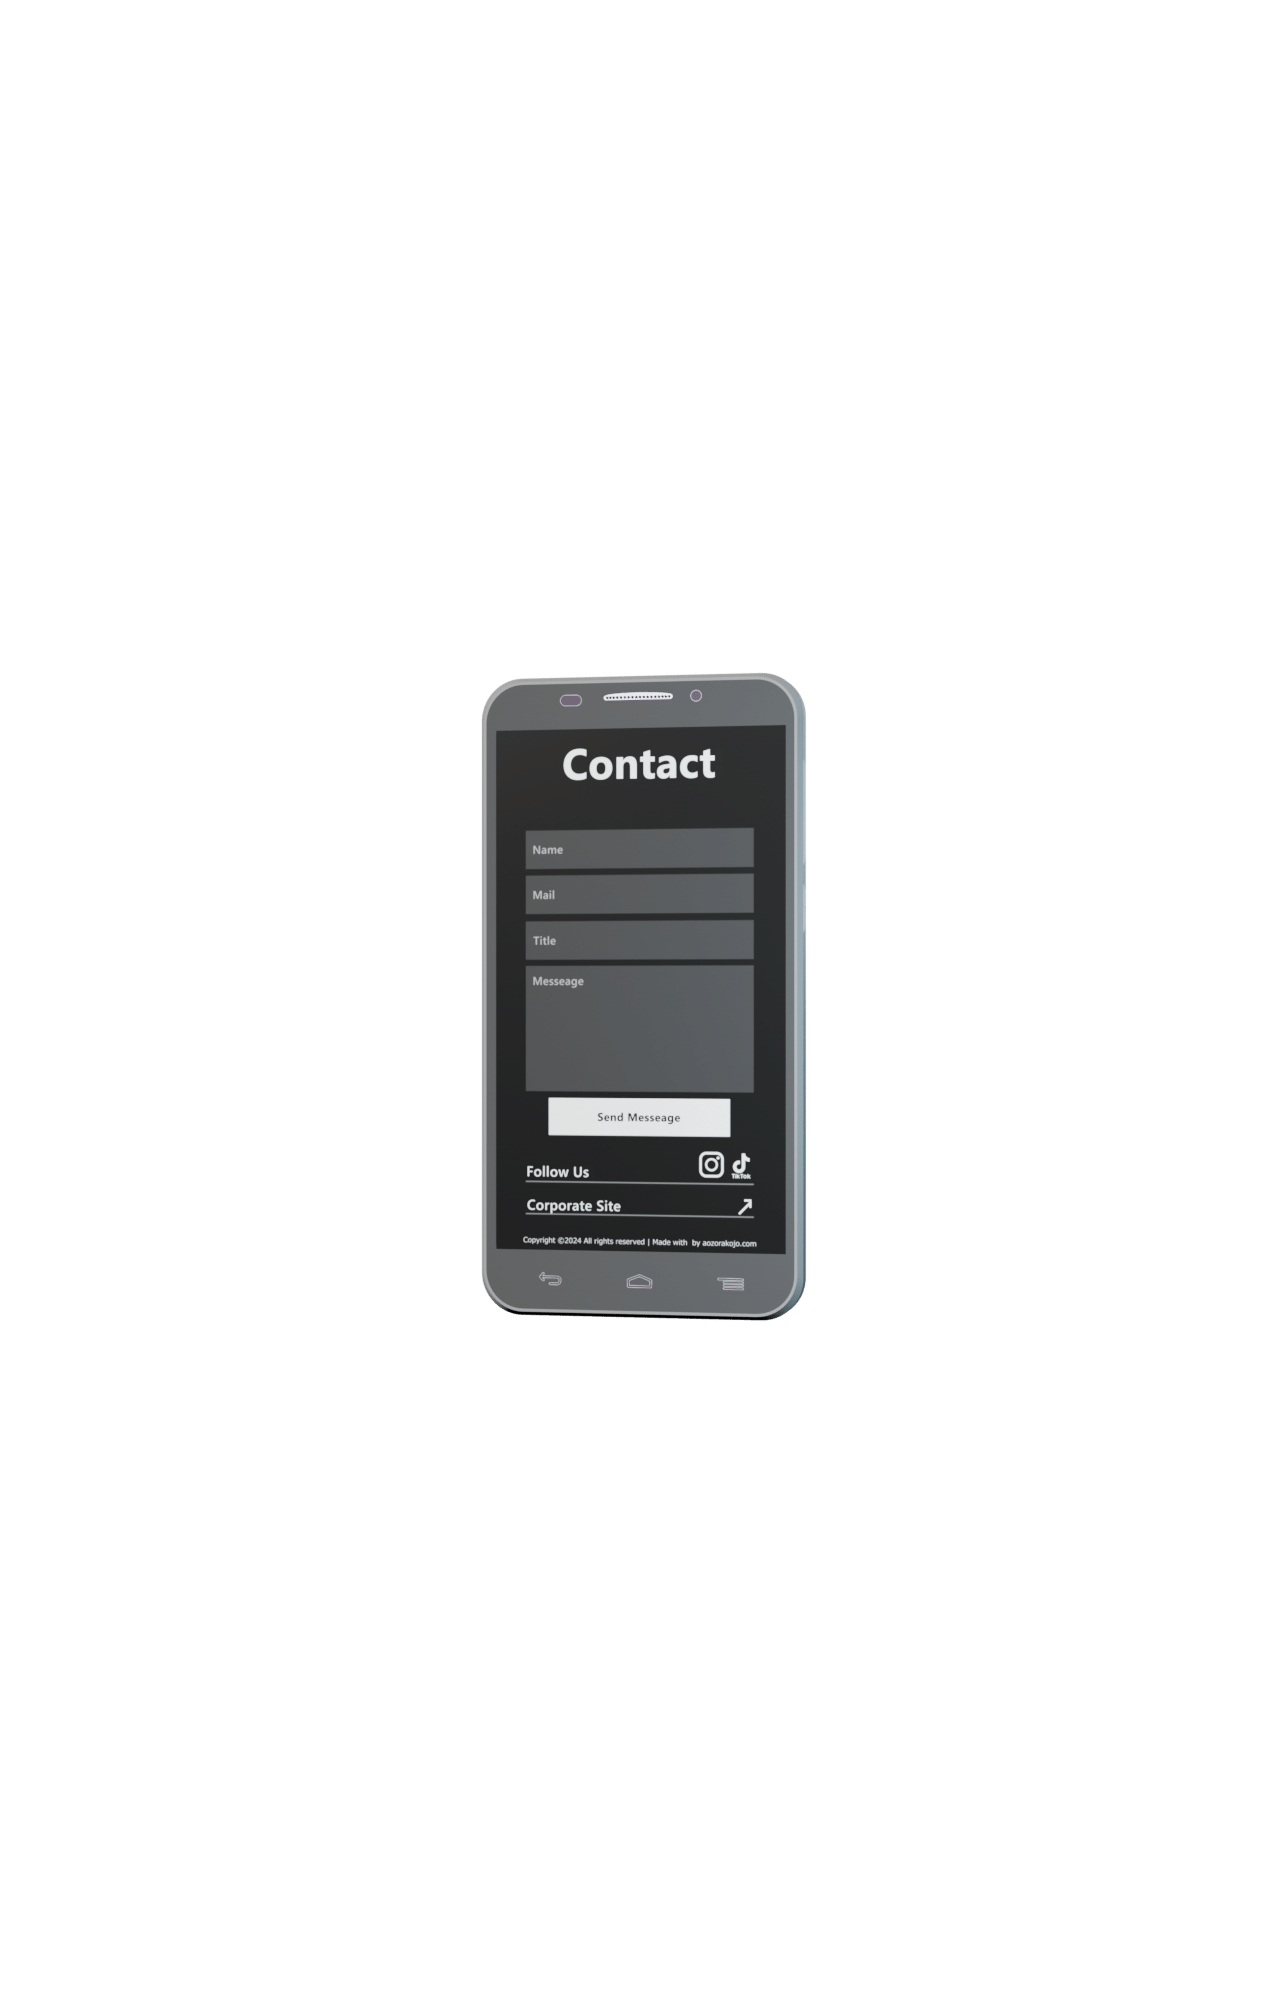 Contact
Name
Mail
Title
Messeage
Send Messeage
Follow Us
TikTok
Corporate Site
Copyright ©2024 All rights reserved | Made with by aozorakojo.com